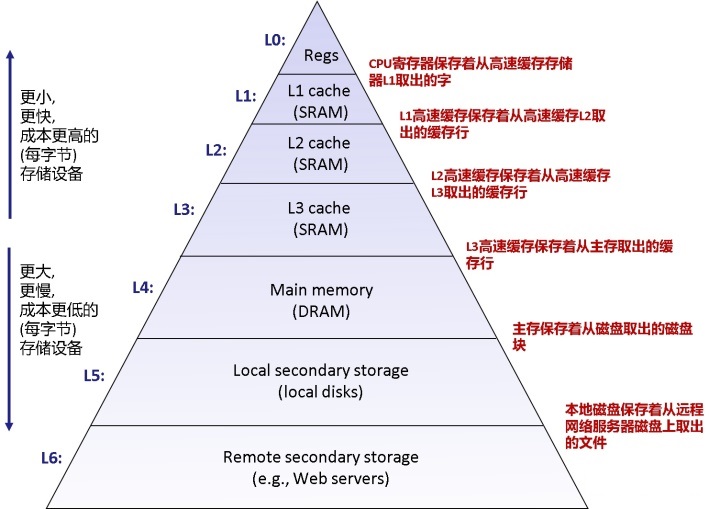 L0:
Regs
CPU寄存器保存着从高速缓存存储
器L1取出的字
更小,
更快,
成本更高的
(每字节)
存储设备
L1:
L1 cache
(SRAM)
L1高速缓存保存着从高速缓存L2取
出的缓存行
L2:
L2 cache
(SRAM)
L2高速缓存保存着从高速缓存
L3取出的缓存行
L3:
L3 cache
(SRAM)
L3高速缓存保存着从主存取出的缓
存行
更大,
更慢,
成本更低的
(每字节)
存储设备
L4:
Main memory
(DRAM)
主存保存着从磁盘取出的磁盘
块
L5:
Local secondary storage
(local disks)
本地磁盘保存着从远程
网络服务器磁盘上取出
的文件
L6:
Remote secondary storage
(e.g., Web servers)